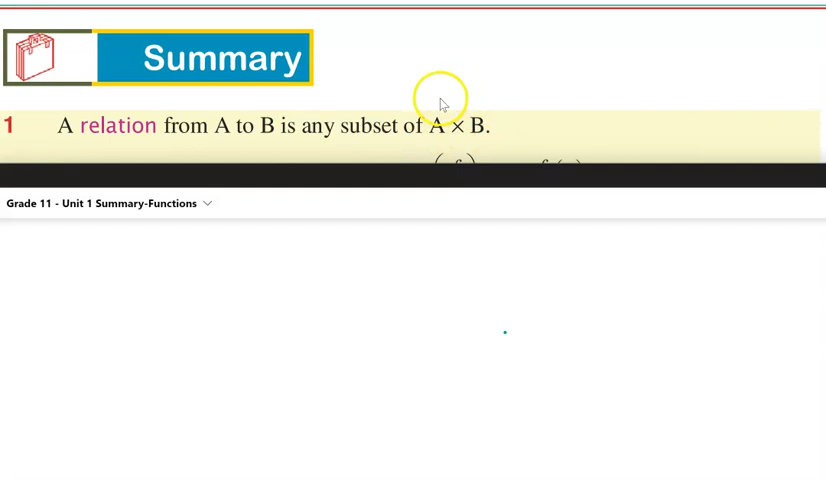 Summary
1 A relation from A to B is any subset of A × B.
Grade 11 - Unit 1 Summary-Functions